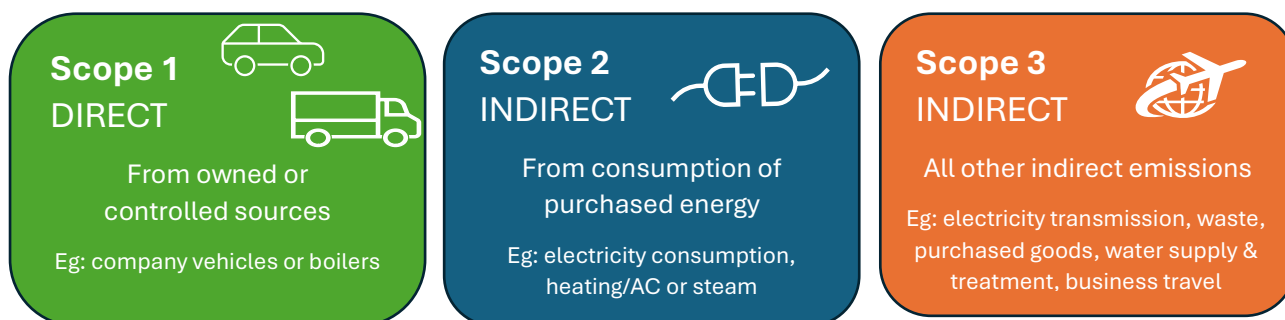 Scope 1
DIRECT
From owned or
controlled sources
Eg: company vehicles or boilers
Scope 2
INDIRECT
From consumption of
purchased energy
Eg: electricity consumption,
heating/AC or steam
Scope 3
INDIRECT
All other indirect emissions
Eg: electricity transmission, waste,
purchased goods, water supply &
treatment, business travel